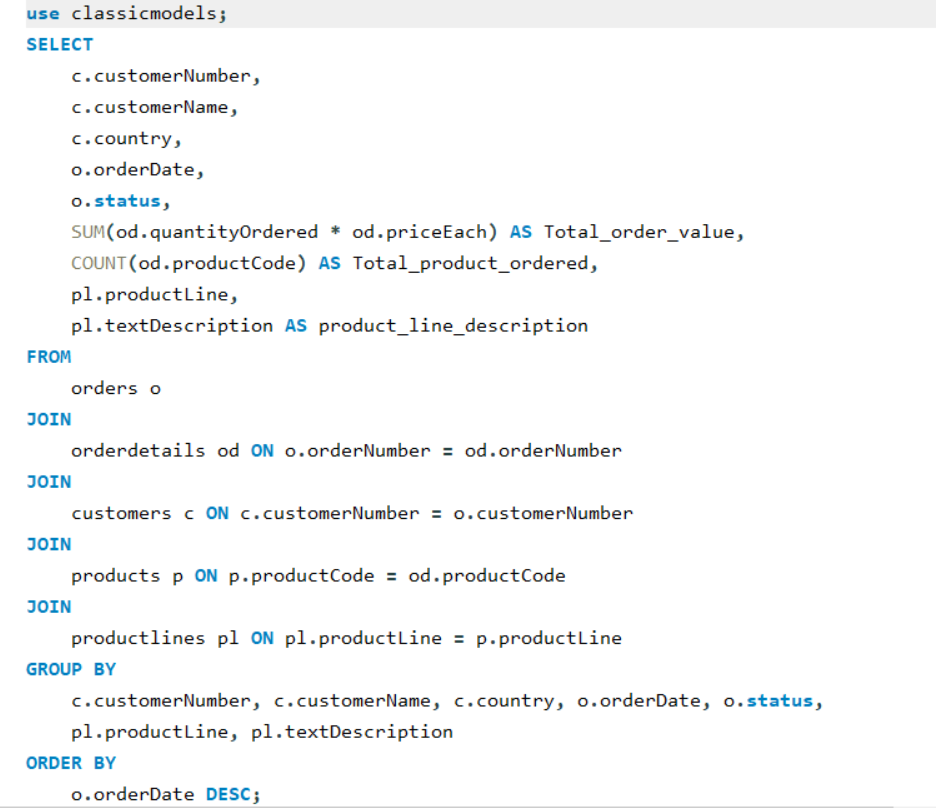 use classicmodels;
SELECT
    c.customerNumber,
    c.customerName,
    c.country,
    o.orderDate,
    o.status,
    SUM(od.quantityOrdered * od.priceEach) AS Total_order_value,
    COUNT(od.productCode) AS Total_product_ordered,
    pl.productLine,
    pl.textDescription AS product_line_description
FROM
    orders o
JOIN
    orderdetails od ON o.orderNumber = od.orderNumber
JOIN
    customers c ON c.customerNumber = o.customerNumber
JOIN
    products p ON p.productCode = od.productCode
JOIN
    productlines pl ON pl.productLine = p.productLine
GROUP BY
    c.customerNumber, c.customerName, c.country, o.orderDate, o.status,
    pl.productLine, pl.textDescription
ORDER BY
    o.orderDate DESC;